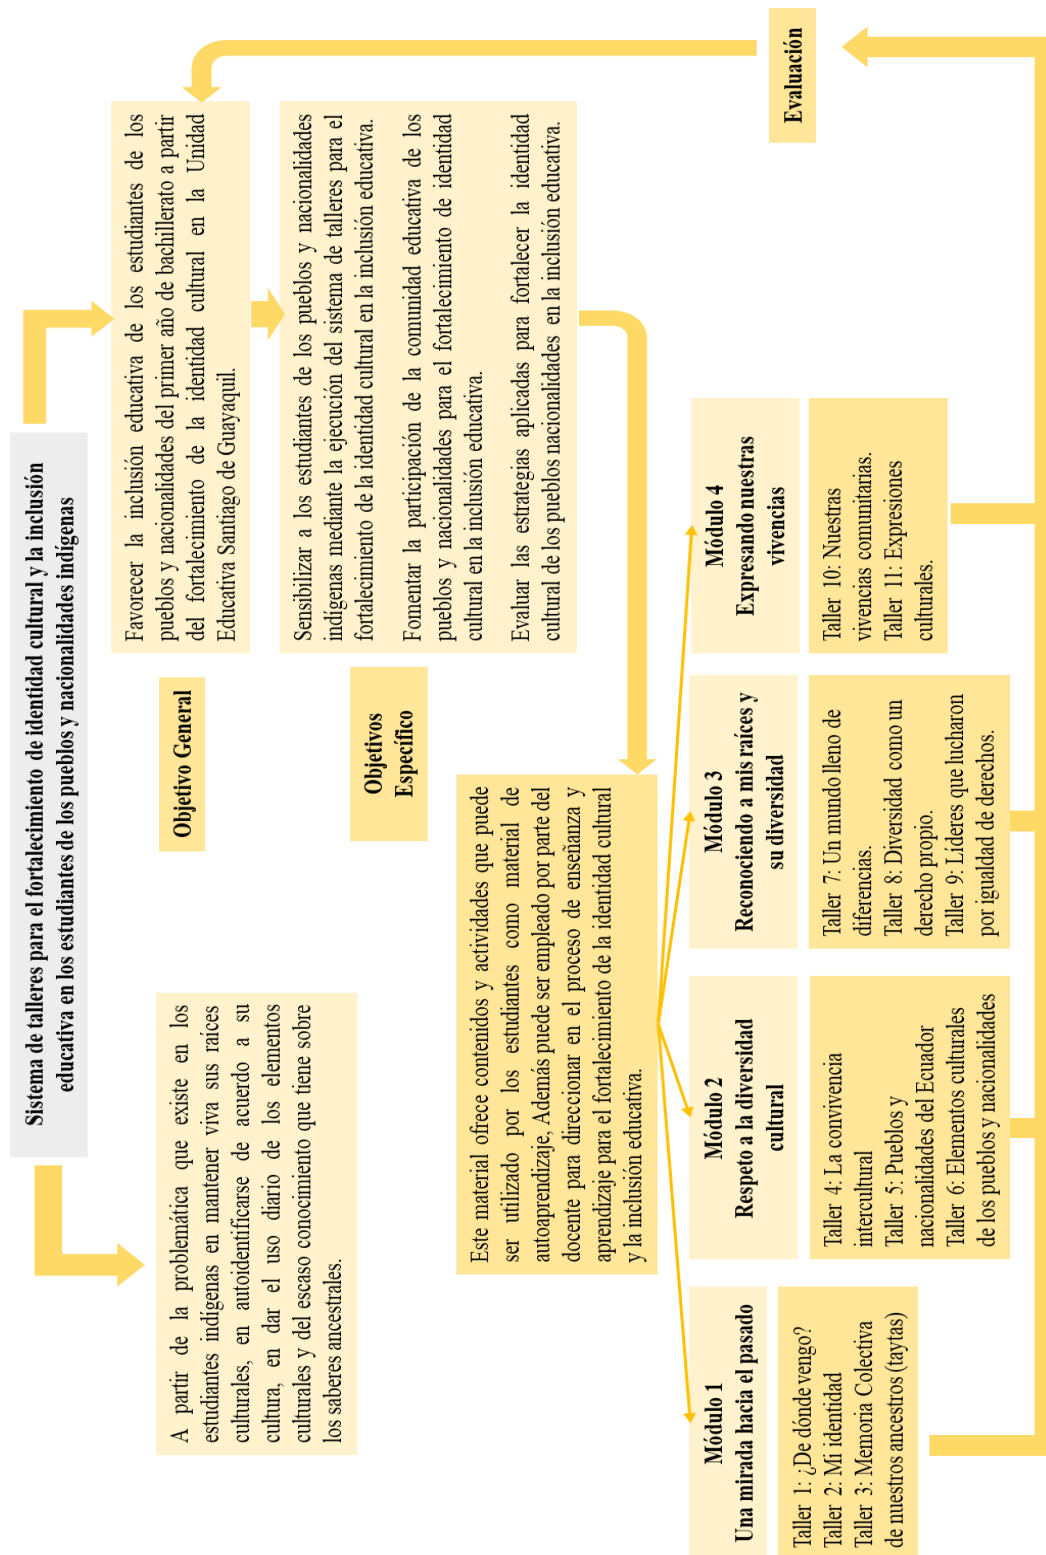 Sistema de talleres para el fortalecimiento de identidad cultural y la inclusión
educativa en los estudiantes de los pueblos y nacionalidades indígenas
A partir de la problemática que existe en los
estudiantes indígenas en mantener viva sus raíces
culturales, en autoidentificarse de acuerdo a su
cultura, en dar el uso diario de los elementos
culturales y del escaso conocimiento que tiene sobre
los saberes ancestrales.
Objetivo General
Favorecer la inclusión educativa de los estudiantes de los
pueblos y nacionalidades del primer año de bachillerato a partir
del fortalecimiento de la identidad cultural en la Unidad
Educativa Santiago de Guayaquil.
Objetivos
Específico
Sensibilizar a los estudiantes de los pueblos y nacionalidades
indígenas mediante la ejecución del sistema de talleres para el
fortalecimiento de la identidad cultural en la inclusión educativa.
Fomentar la participación de la comunidad educativa de los
pueblos y nacionalidades para el fortalecimiento de identidad
cultural en la inclusión educativa.
Evaluar las estrategias aplicadas para fortalecer la identidad
cultural de los pueblos nacionalidades en la inclusión educativa.
Este material ofrece contenidos y actividades que puede
ser utilizado por los estudiantes como material de
autoaprendizaje, Además puede ser empleado por parte del
docente para direccionar en el proceso de enseñanza y
aprendizaje para el fortalecimiento de la identidad cultural
y la inclusión educativa.
Módulo 1
Una mirada hacia el pasado
Taller 1: ¿De dónde vengo?
Taller 2: Mi identidad
Taller 3: Memoria Colectiva
de nuestros ancestros (taytas)
Módulo 2
Respeto a la diversidad
cultural
Taller 4: La convivencia
intercultural
Taller 5: Pueblos y
nacionalidades del Ecuador
Taller 6: Elementos culturales
de los pueblos y nacionalidades
Módulo 3
Reconociendo a mis raíces y
su diversidad
Taller 7: Un mundo lleno de
diferencias.
Taller 8: Diversidad como un
derecho propio.
Taller 9: Líderes que lucharon
por igualdad de derechos.
Módulo 4
Expresando nuestras
vivencias
Taller 10: Nuestras
vivencias comunitarias.
Taller 11: Expresiones
culturales.
Evaluación